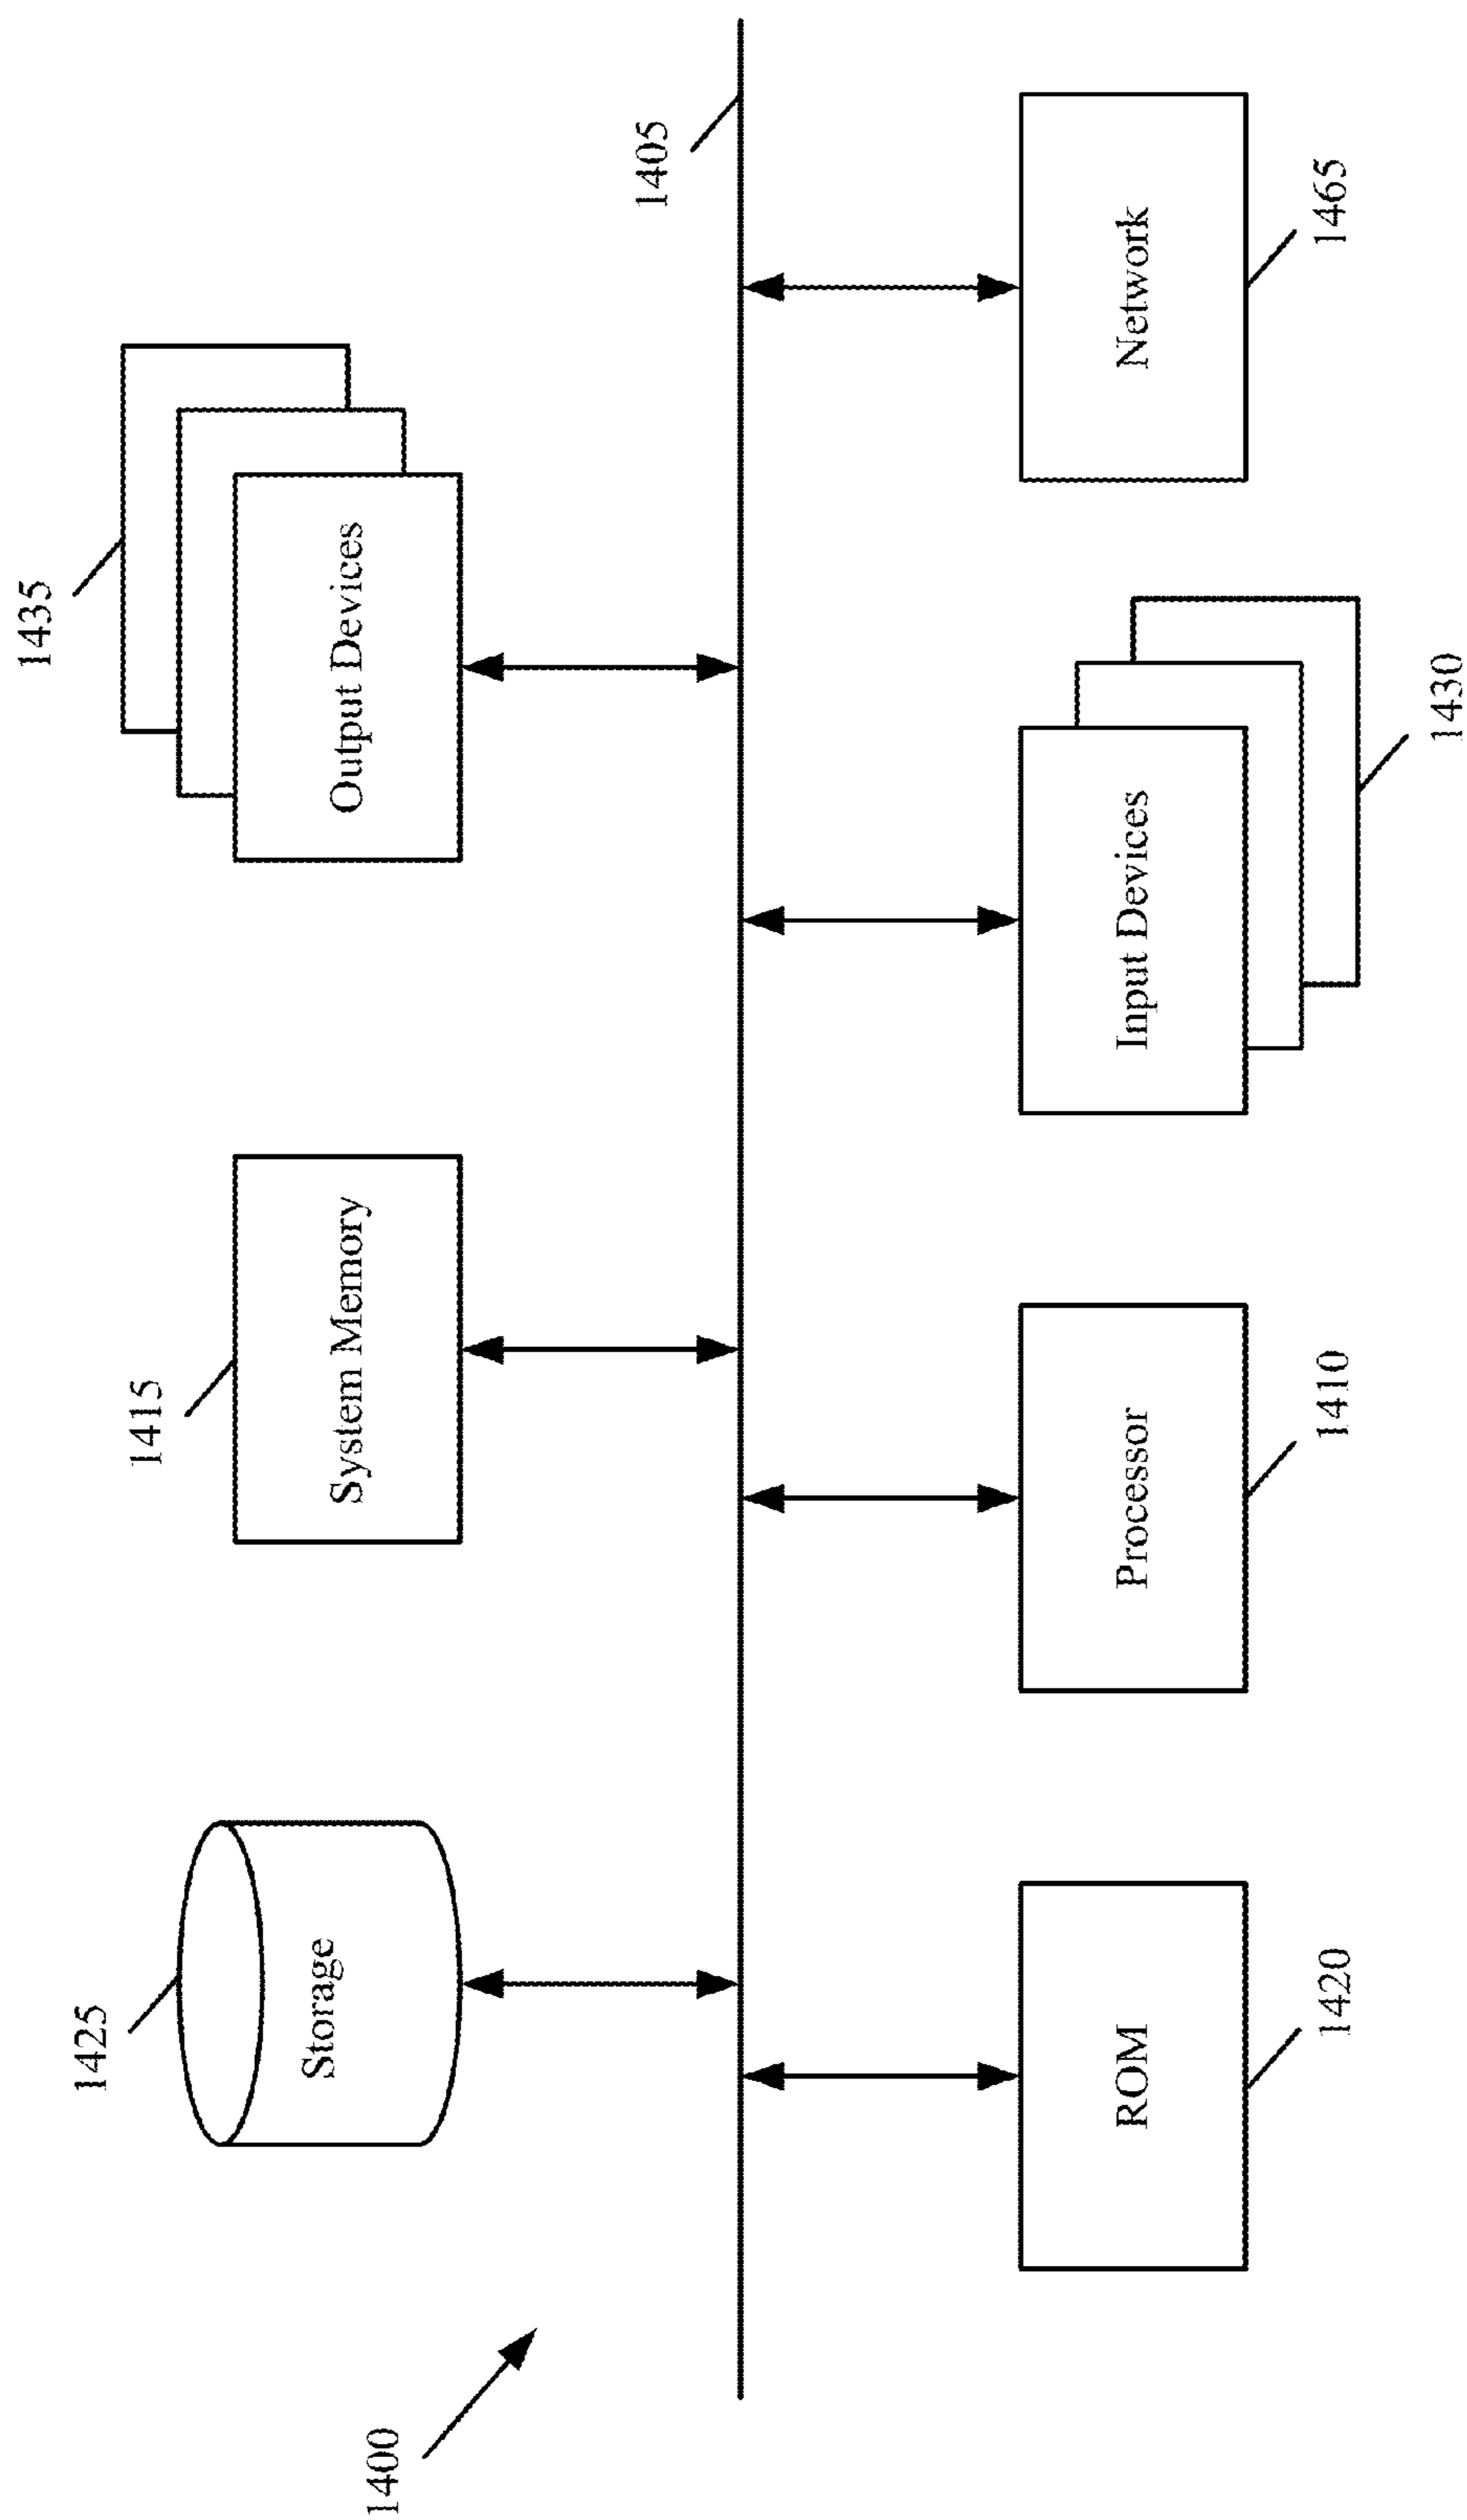 1435
Output Devices
1405
Network
1465
1415
System Memory
Input Devices
1430
1425
Storage
Processor
1410
1400
ROM
1420